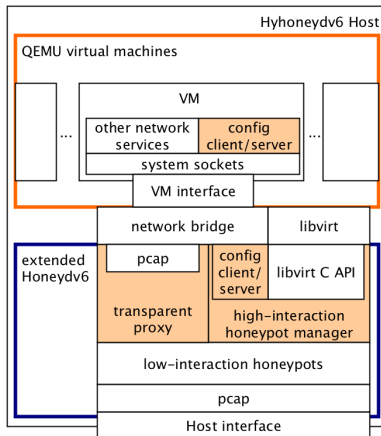 Hyhoneydv6 Host
QEMU virtual machines
VM
...
...
other network
services
config
client/server
system sockets
VM interface
network bridge
libvirt
extended
Honeydv6
pcap
config
client/
server
libvirt C API
transparent
proxy
high-interaction
honeypot manager
low-interaction honeypots
pcap
Host interface